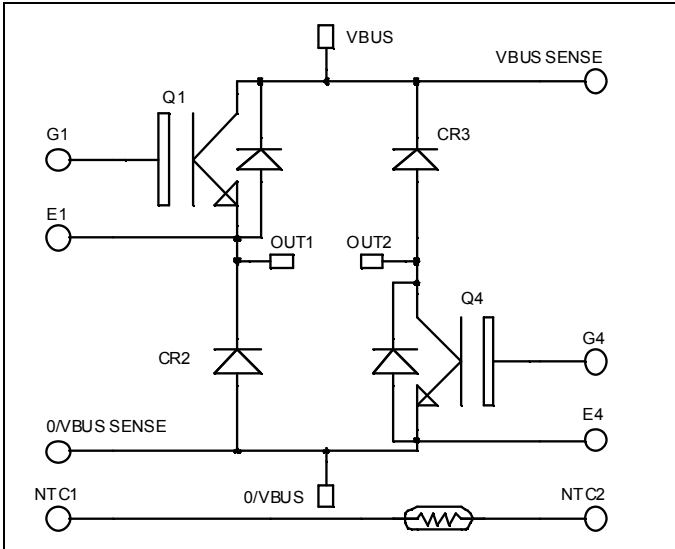 VBUS
VBUS SENSE
Q1
G1
CR3
E1
OUT1
OUT2
Q4
G4
CR2
E4
0/VBUS SENSE
NTC1
0/VBUS
NTC2